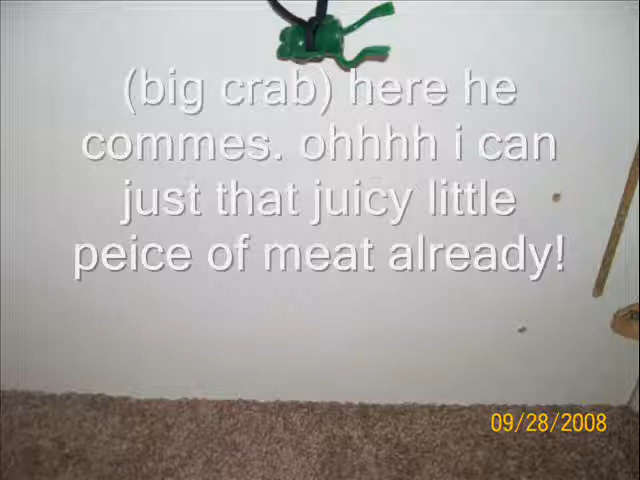 (big crab) here he
commes. ohhhh i can
just that juicy little
peice of meat already!
09/28/2008